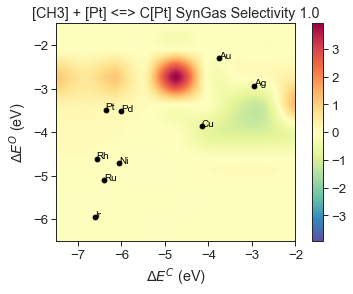 [CH3] + [Pt] <=> C[Pt] SynGas Selectivity 1.0
ΔE^O (eV)
−2
−3
−4
−5
−6
Au
Ag
Pt
Pd
Cu
Rh
Ni
Ru
Ir
3
2
1
0
−1
−2
−3
−7 −6 −5 −4 −3 −2
ΔE^C (eV)